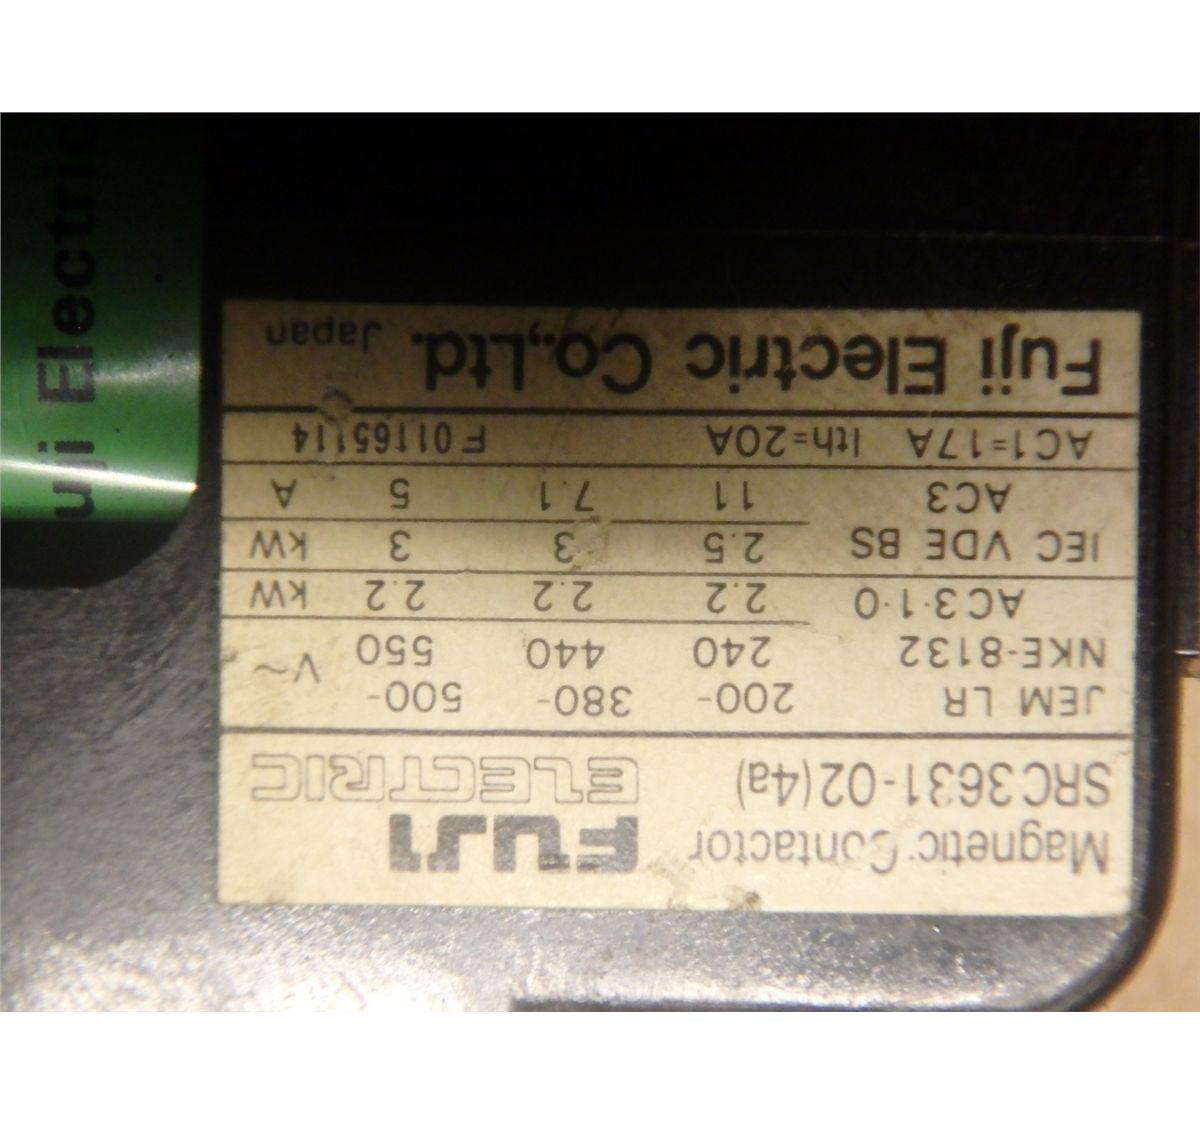 Magnetic Contactor FUJI
SRC3631-02(4a) ELECTRIC
JEM LR 200- 380- 500-
NKE-8132 240 440 550 V~
AC3·1·0 2.2 2.2 2.2 kW
IEC VDE BS 2.5 3 3 kW
AC3 11 7.1 5 A
AC1=17A Ith=20A F01165114
Fuji Electric Co.,Ltd. Japan
uji Electric